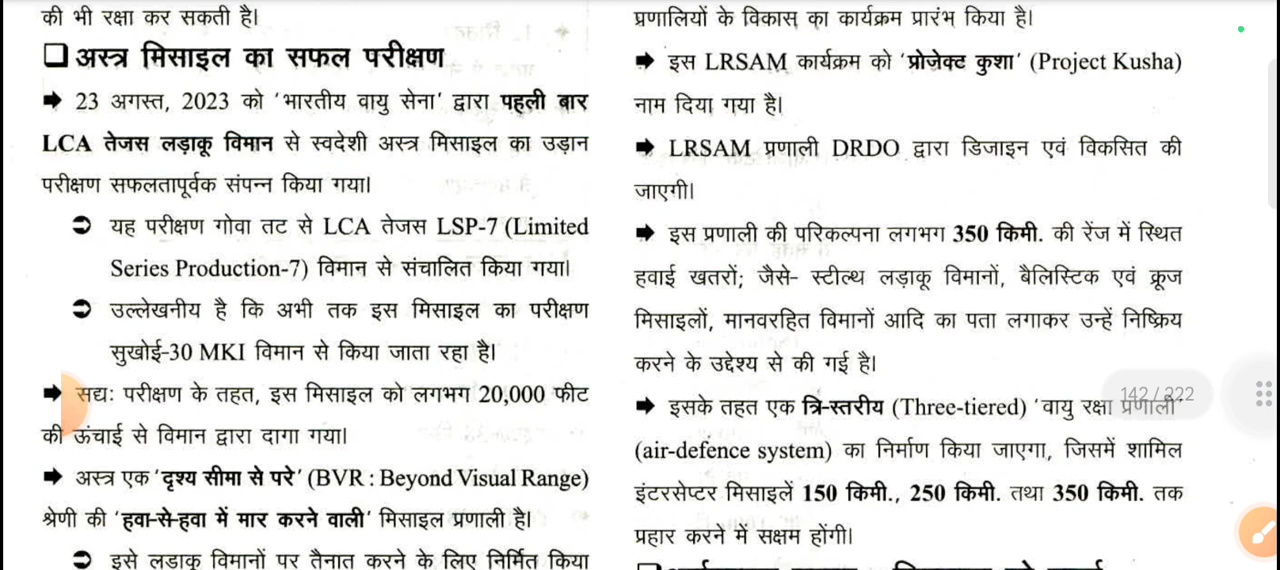 की भी रक्षा कर सकती है।
❑ अस्त्र मिसाइल का सफल परीक्षण
➡ 23 अगस्त, 2023 को 'भारतीय वायु सेना' द्वारा पहली बार
LCA तेजस लड़ाकू विमान से स्वदेशी अस्त्र मिसाइल का उड़ान
परीक्षण सफलतापूर्वक संपन्न किया गया।
➲ यह परीक्षण गोवा तट से LCA तेजस LSP-7 (Limited
Series Production-7) विमान से संचालित किया गया।
➲ उल्लेखनीय है कि अभी तक इस मिसाइल का परीक्षण
सुखोई-30 MKI विमान से किया जाता रहा है।
➡ सद्य: परीक्षण के तहत, इस मिसाइल को लगभग 20,000 फीट
की ऊंचाई से विमान द्वारा दागा गया।
➡ अस्त्र एक 'दृश्य सीमा से परे' (BVR : Beyond Visual Range)
श्रेणी की 'हवा-से-हवा में मार करने वाली' मिसाइल प्रणाली है।
➲ इसे लड़ाकू विमानों पर तैनात करने के लिए निर्मित किया
प्रणालियों के विकास का कार्यक्रम प्रारंभ किया है।
➡ इस LRSAM कार्यक्रम को 'प्रोजेक्ट कुशा' (Project Kusha)
नाम दिया गया है।
➡ LRSAM प्रणाली DRDO द्वारा डिजाइन एवं विकसित की
जाएगी।
➡ इस प्रणाली की परिकल्पना लगभग 350 किमी. की रेंज में स्थित
हवाई खतरों; जैसे- स्टील्थ लड़ाकू विमानों, बैलिस्टिक एवं क्रूज
मिसाइलों, मानवरहित विमानों आदि का पता लगाकर उन्हें निष्क्रिय
करने के उद्देश्य से की गई है।
➡ इसके तहत एक त्रि-स्तरीय (Three-tiered) 'वायु रक्षा प्रणाली'
(air-defence system) का निर्माण किया जाएगा, जिसमें शामिल
इंटरसेप्टर मिसाइलें 150 किमी., 250 किमी. तथा 350 किमी. तक
प्रहार करने में सक्षम होंगी।
142 / 222